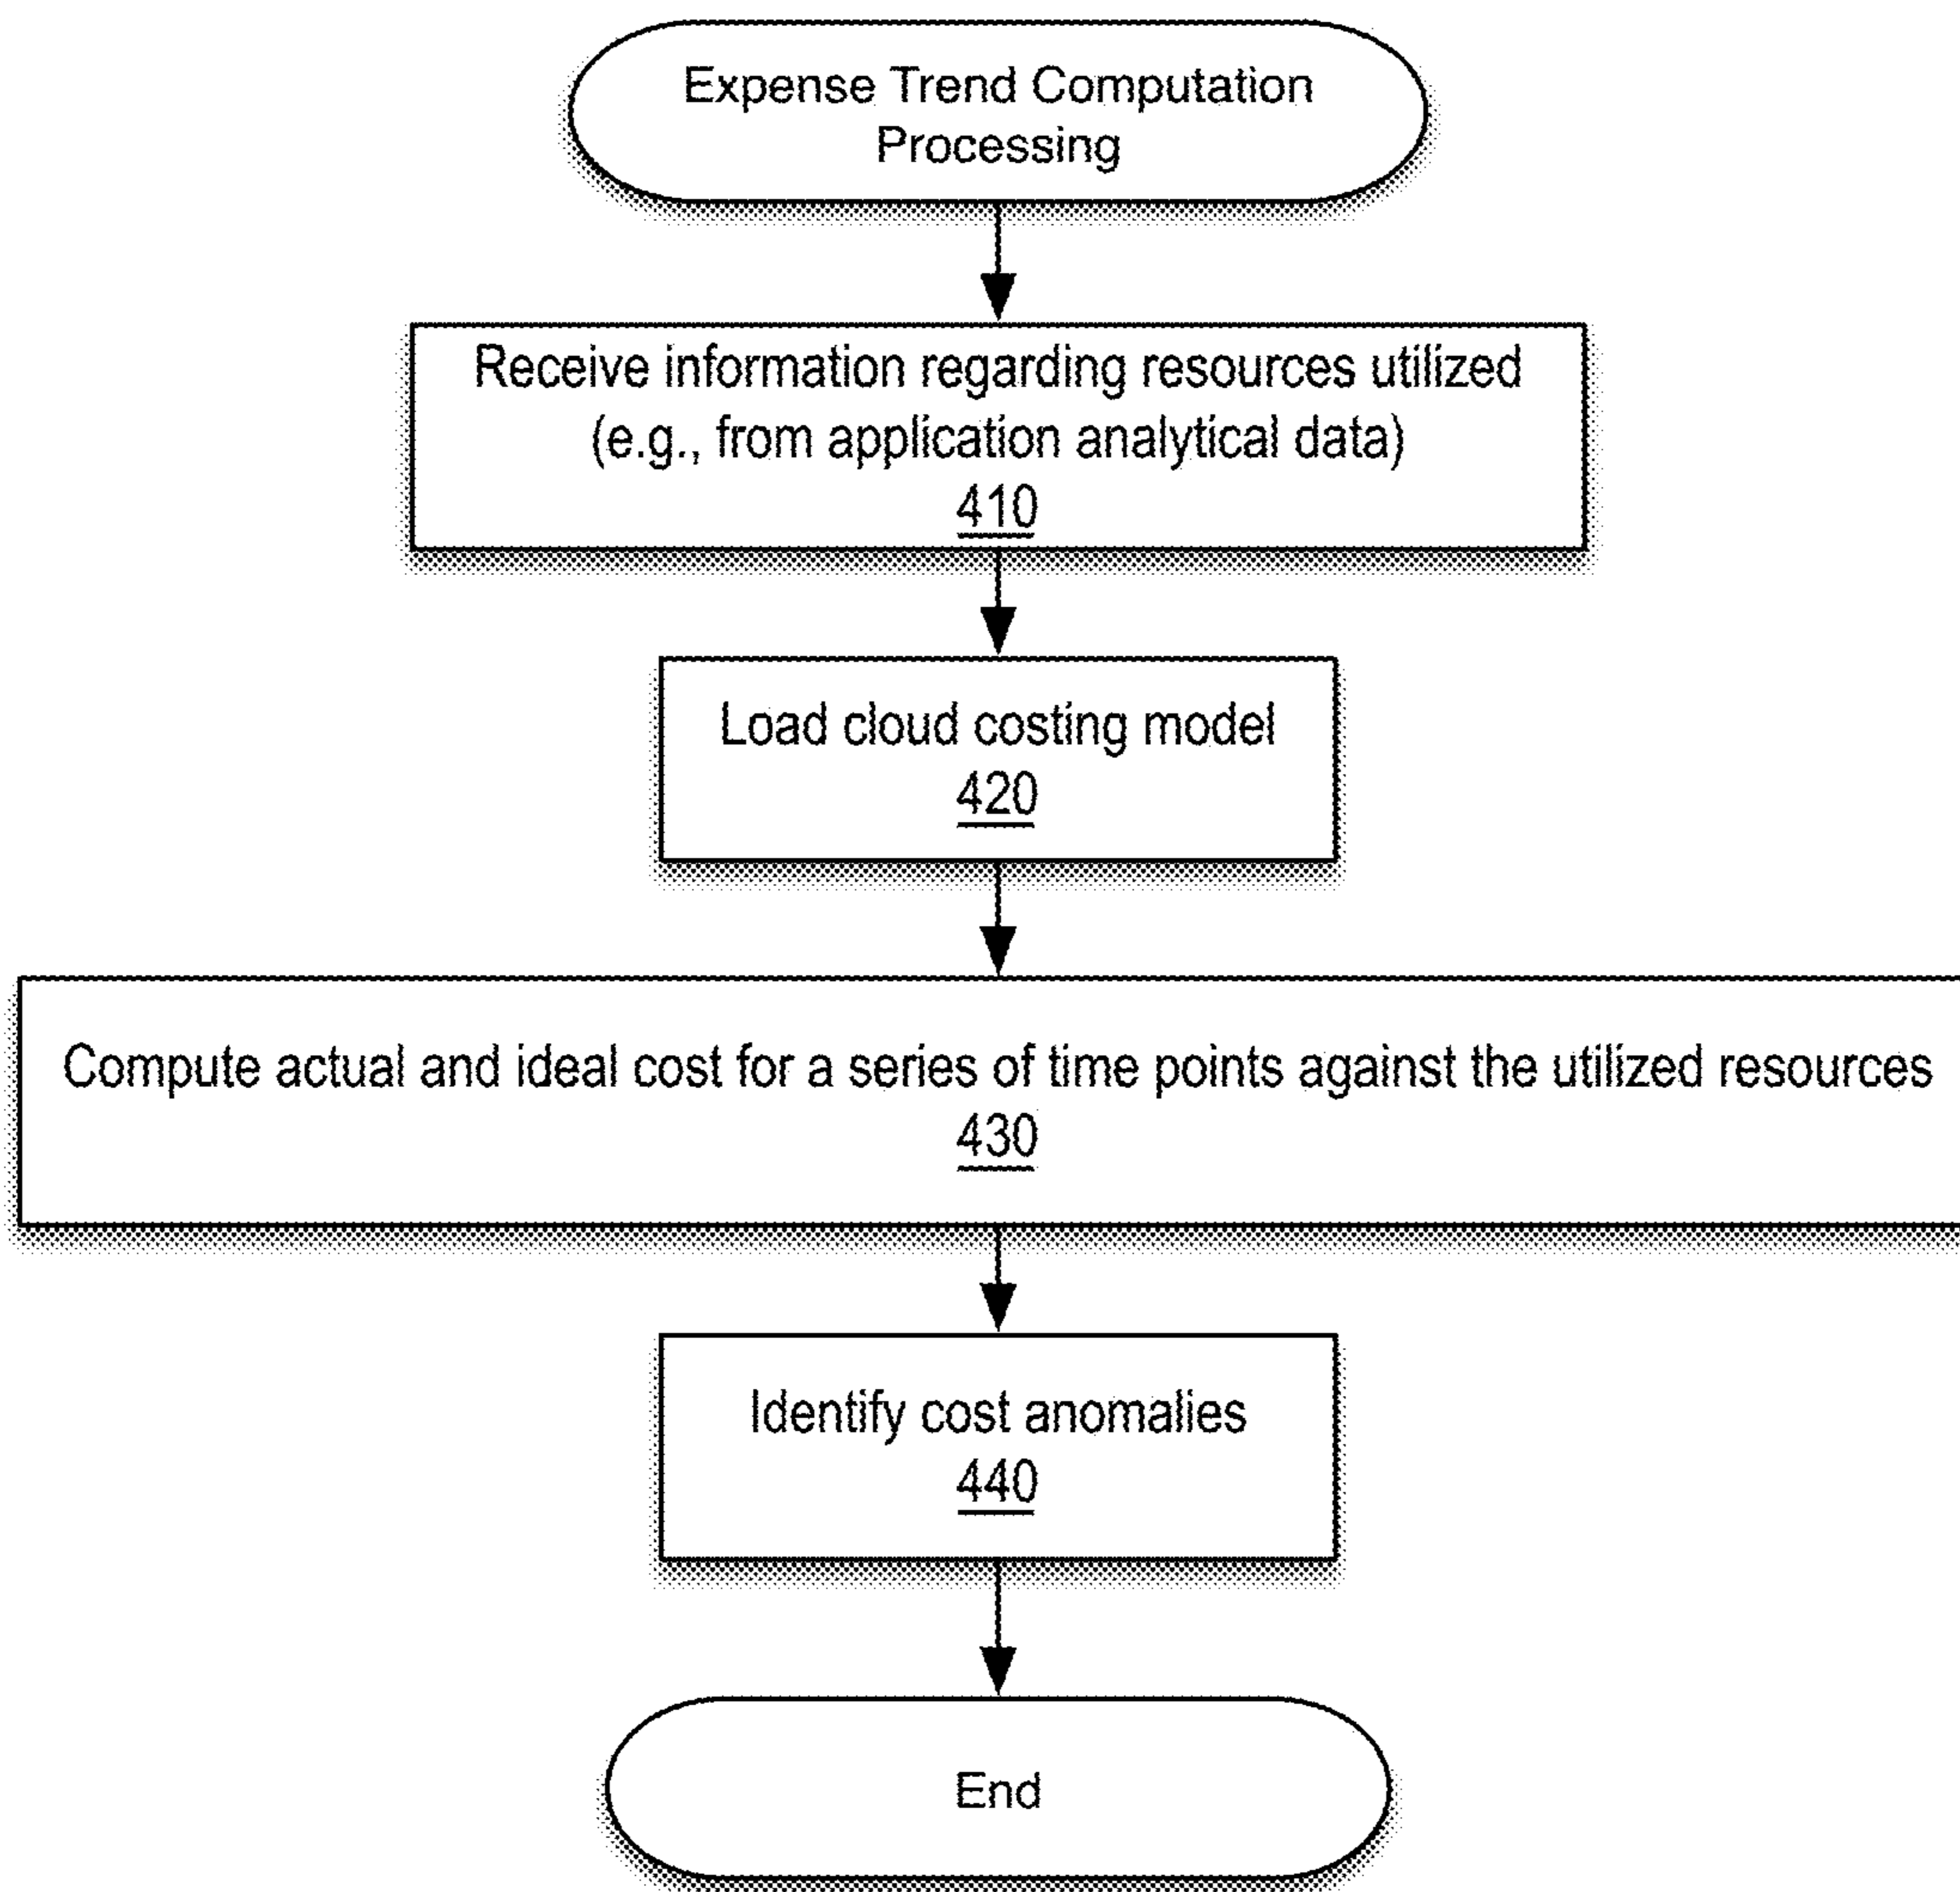 Expense Trend Computation
Processing
Receive information regarding resources utilized
(e.g., from application analytical data)
410
Load cloud costing model
420
Compute actual and ideal cost for a series of time points against the utilized resources
430
Identify cost anomalies
440
End